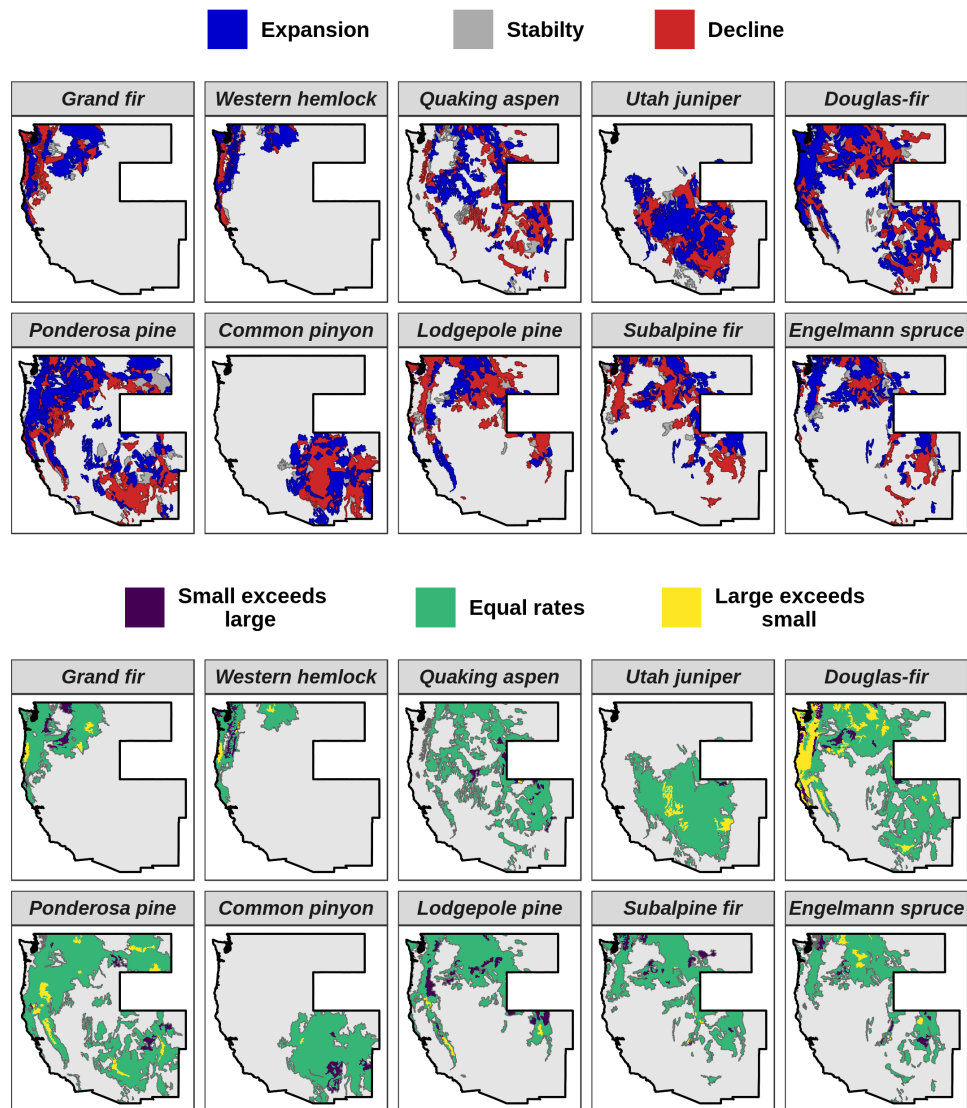 Expansion
Stabilty
Decline
Grand fir
Western hemlock
Quaking aspen
Utah juniper
Douglas-fir
Ponderosa pine
Common pinyon
Lodgepole pine
Subalpine fir
Engelmann spruce
Small exceeds
large
Equal rates
Large exceeds
small
Grand fir
Western hemlock
Quaking aspen
Utah juniper
Douglas-fir
Ponderosa pine
Common pinyon
Lodgepole pine
Subalpine fir
Engelmann spruce